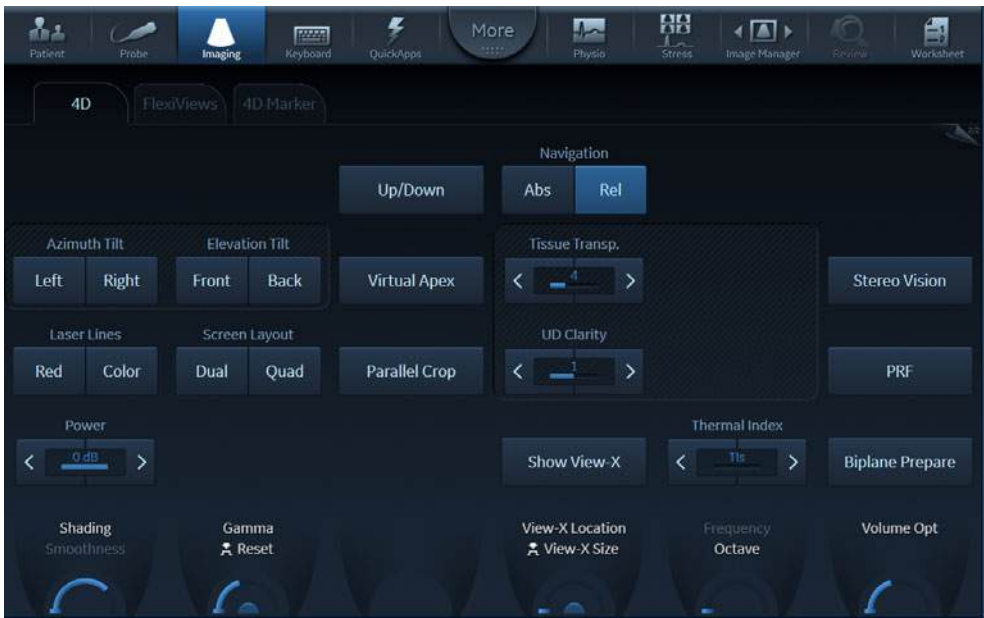 Patient Probe Imaging Keyboard QuickApps More Physio Stress Image Manager Review Worksheet
4D FlexiViews 4D Marker
2/2
Navigation
Up/Down Abs Rel
Azimuth Tilt Elevation Tilt Tissue Transp.
Left Right Front Back Virtual Apex 4 Stereo Vision
Laser Lines Screen Layout UD Clarity
Red Color Dual Quad Parallel Crop 1 PRF
Power Thermal Index
0 dB Show View-X TIs Biplane Prepare
Shading Gamma View-X Location Frequency Volume Opt
Smoothness Reset View-X Size Octave